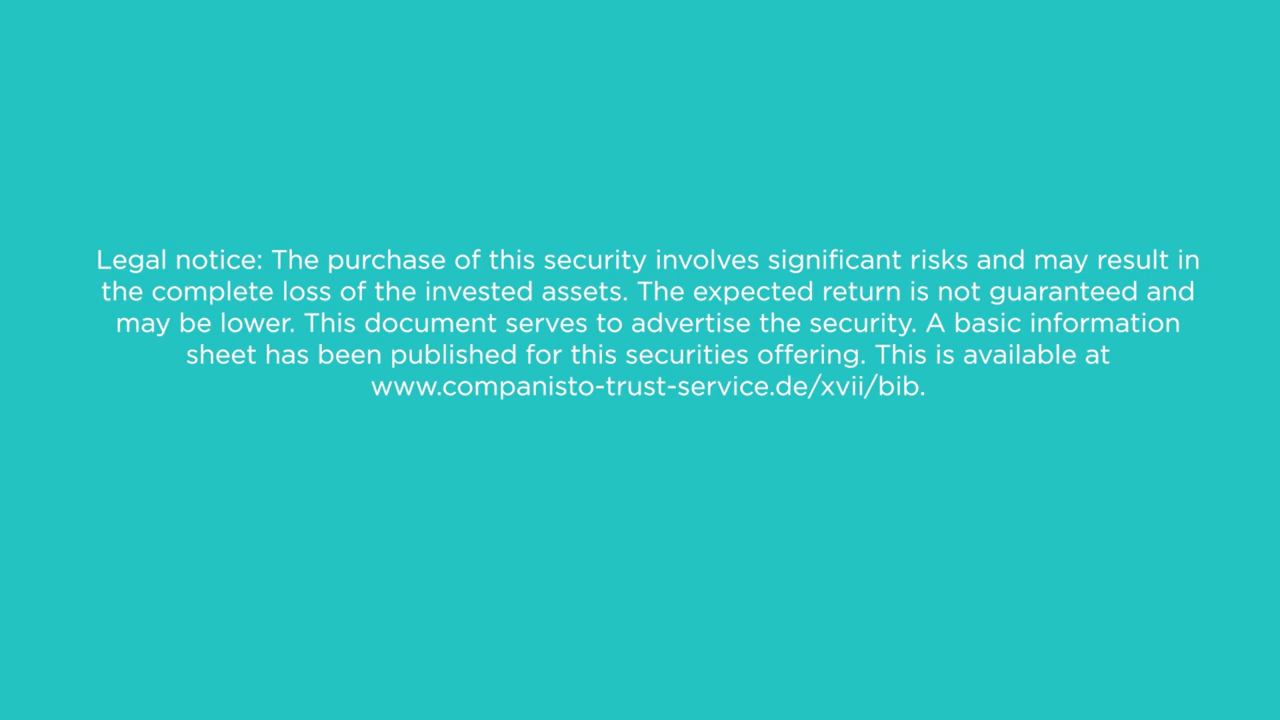 Legal notice: The purchase of this security involves significant risks and may result in
the complete loss of the invested assets. The expected return is not guaranteed and
may be lower. This document serves to advertise the security. A basic information
sheet has been published for this securities offering. This is available at
www.companisto-trust-service.de/xvii/bib.